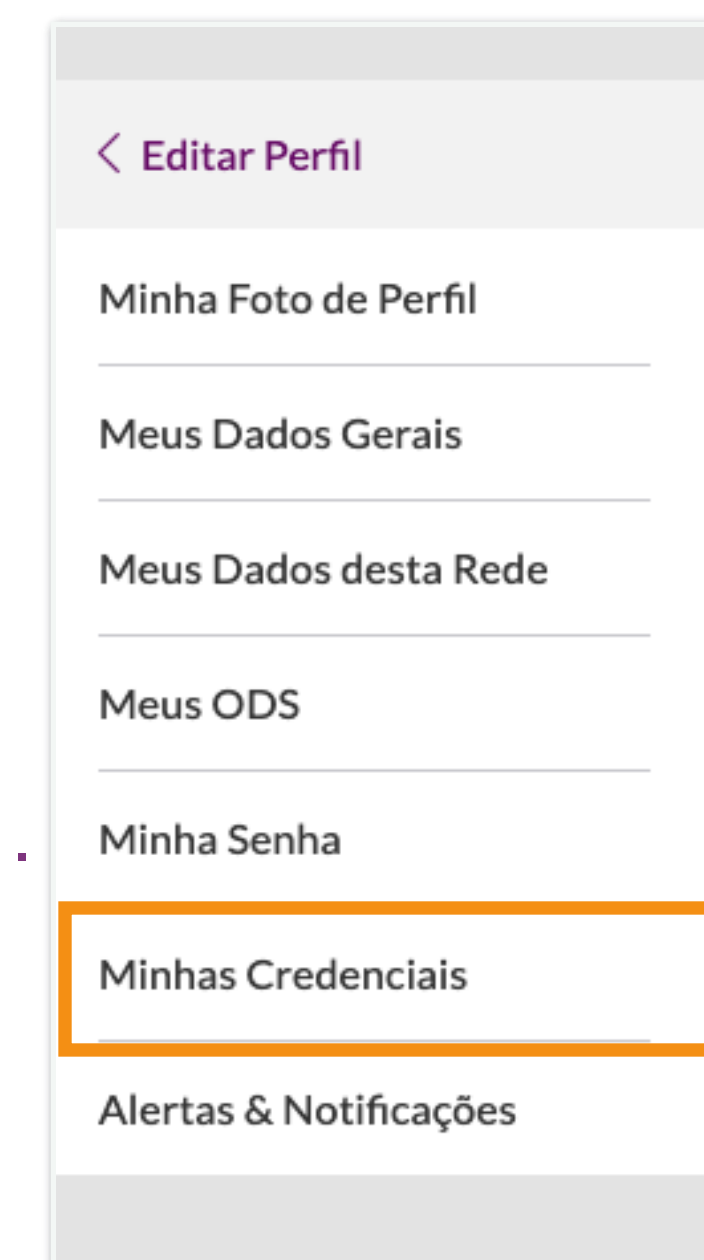 Editar Perfil
Minha Foto de Perfil
Meus Dados Gerais
Meus Dados desta Rede
Meus ODS
Minha Senha
Minhas Credenciais
Alertas & Notificações